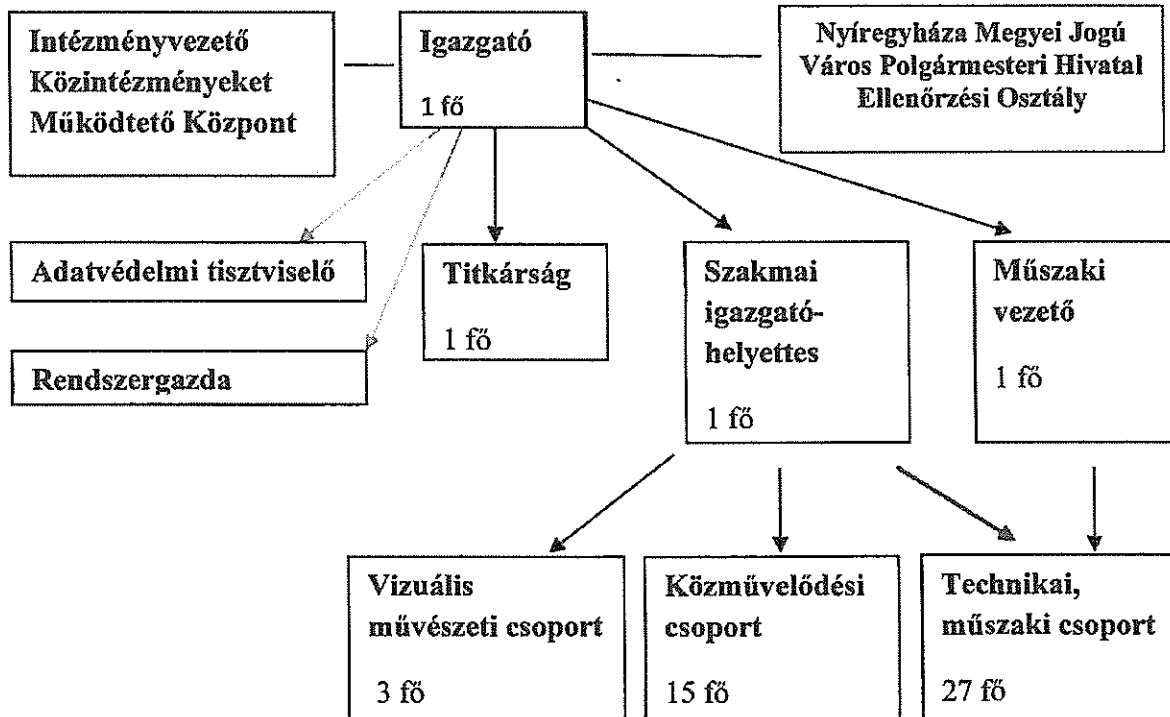 Intézményvezető
Közintézményeket
Működtető Központ
Igazgató
1 fő
Nyíregyháza Megyei Jogú
Város Polgármesteri Hivatal
Ellenőrzési Osztály
Adatvédelmi tisztviselő
Rendszergazda
Titkárság
1 fő
Szakmai
igazgató-
helyettes
1 fő
Műszaki
vezető
1 fő
Vizuális
művészeti csoport
3 fő
Közművelődési
csoport
15 fő
Technikai,
műszaki csoport
27 fő